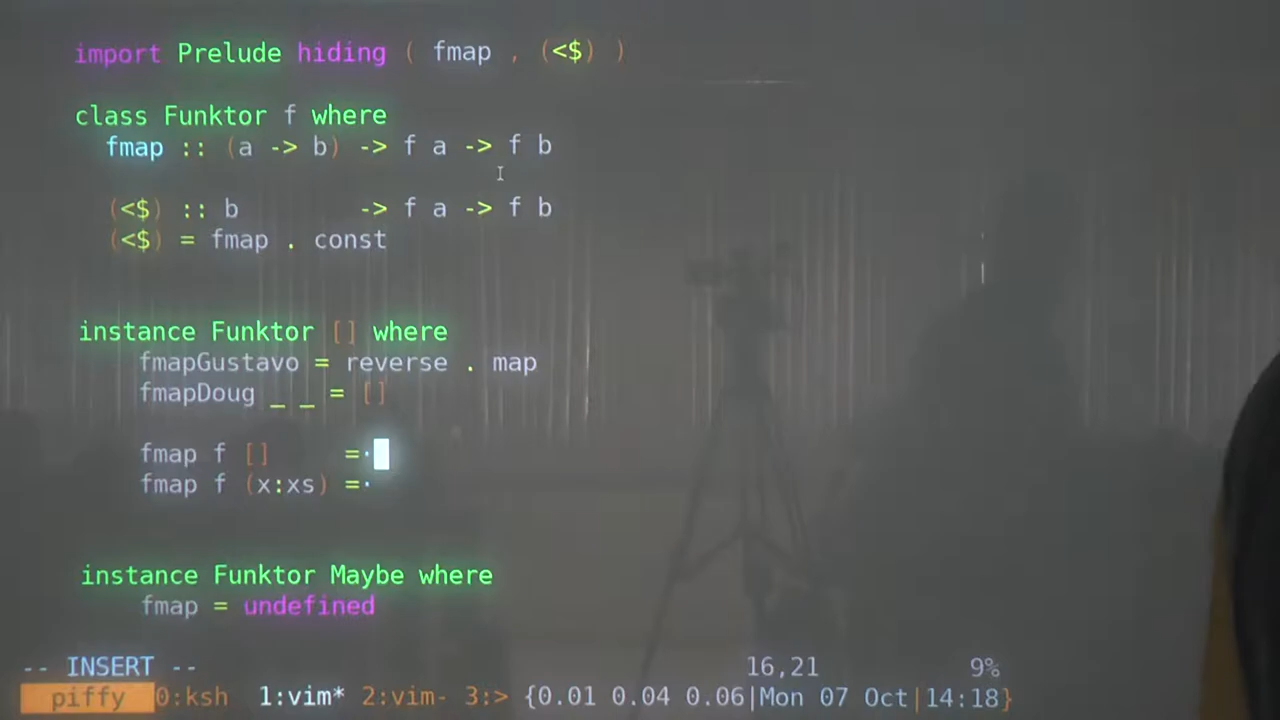 import Prelude hiding ( fmap , (<$) )
class Funktor f where
fmap :: (a -> b) -> f a -> f b
(<$) :: b -> f a -> f b
(<$) = fmap . const
instance Funktor [] where
fmapGustavo = reverse . map
fmapDoug _ _ = []
fmap f [] =·
fmap f (x:xs) =·
instance Funktor Maybe where
fmap = undefined
-- INSERT -- 16,21 9%
piffy 0:ksh 1:vim* 2:vim- 3:> {0.01 0.04 0.06|Mon 07 Oct|14:18}